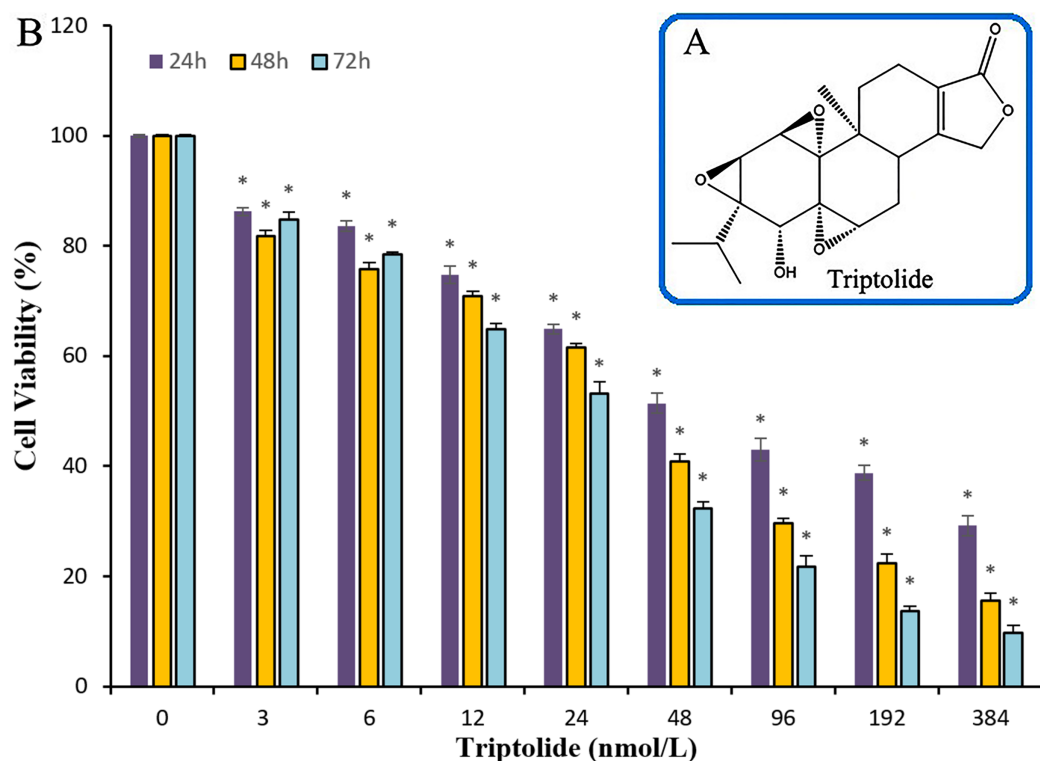 B
A
120
100
80
60
40
20
0
Cell Viability (%)
24h 48h 72h
* * *
* * *
* * *
* * *
* * *
* * *
* * *
* * *
0 3 6 12 24 48 96 192 384
Triptolide (nmol/L)
O
O
O
O
O
OH
Triptolide